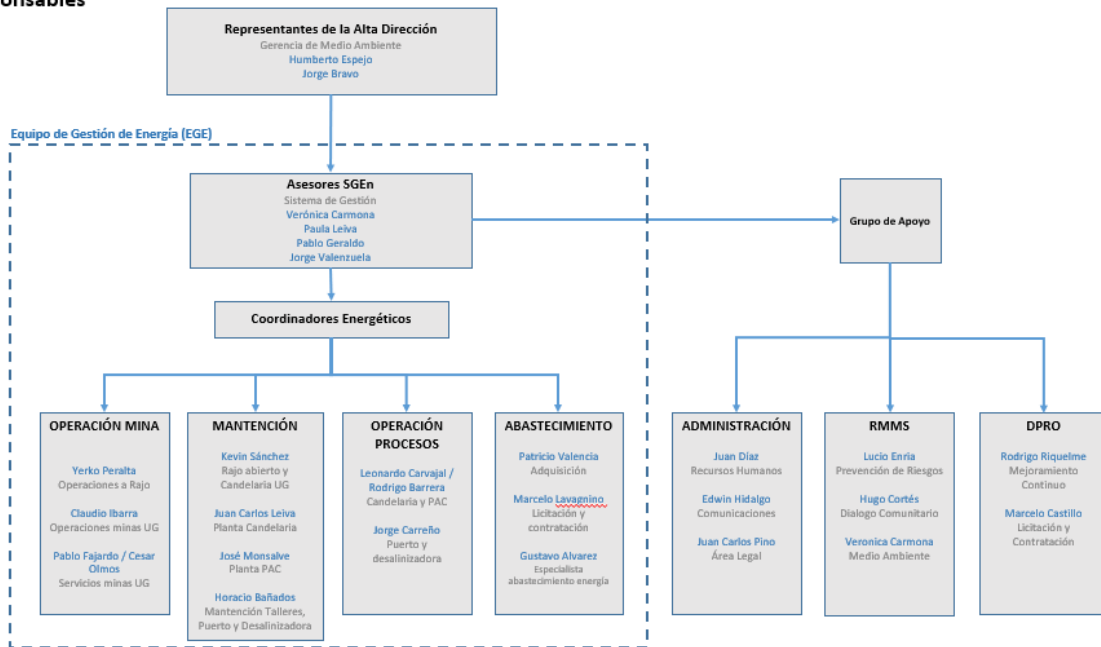 Representantes de la Alta Dirección
Gerencia de Medio Ambiente
Humberto Espejo
Jorge Bravo
Equipo de Gestión de Energía (EGE)
Asesores SGEn
Sistema de Gestión
Verónica Carmona
Paula Leiva
Pablo Geraldo
Jorge Valenzuela
Grupo de Apoyo
Coordinadores Energéticos
OPERACIÓN MINA
Yerko Peralta
Operaciones a Rajo
Claudio Ibarra
Operaciones minas UG
Pablo Fajardo / Cesar
Olmos
Servicios minas UG
MANTENCIÓN
Kevin Sánchez
Rajo abierto y
Candelaria UG
Juan Carlos Leiva
Planta Candelaria
José Monsalve
Planta PAC
Horacio Bañados
Mantención Talleres,
Puerto y Desalinizadora
OPERACIÓN
PROCESOS
Leonardo Carvajal /
Rodrigo Barrera
Candelaria y PAC
Jorge Carreño
Puerto y
desalinizadora
ABASTECIMIENTO
Patricio Valencia
Adquisición
Marcelo Lavagnino
Licitación y
contratación
Gustavo Alvarez
Especialista
abastecimiento energía
ADMINISTRACIÓN
Juan Díaz
Recursos Humanos
Edwin Hidalgo
Comunicaciones
Juan Carlos Pino
Área Legal
RMMS
Lucio Enria
Prevención de Riesgos
Hugo Cortés
Dialogo Comunitario
Veronica Carmona
Medio Ambiente
DPRO
Rodrigo Riquelme
Mejoramiento
Continuo
Marcelo Castillo
Licitación y
Contratación